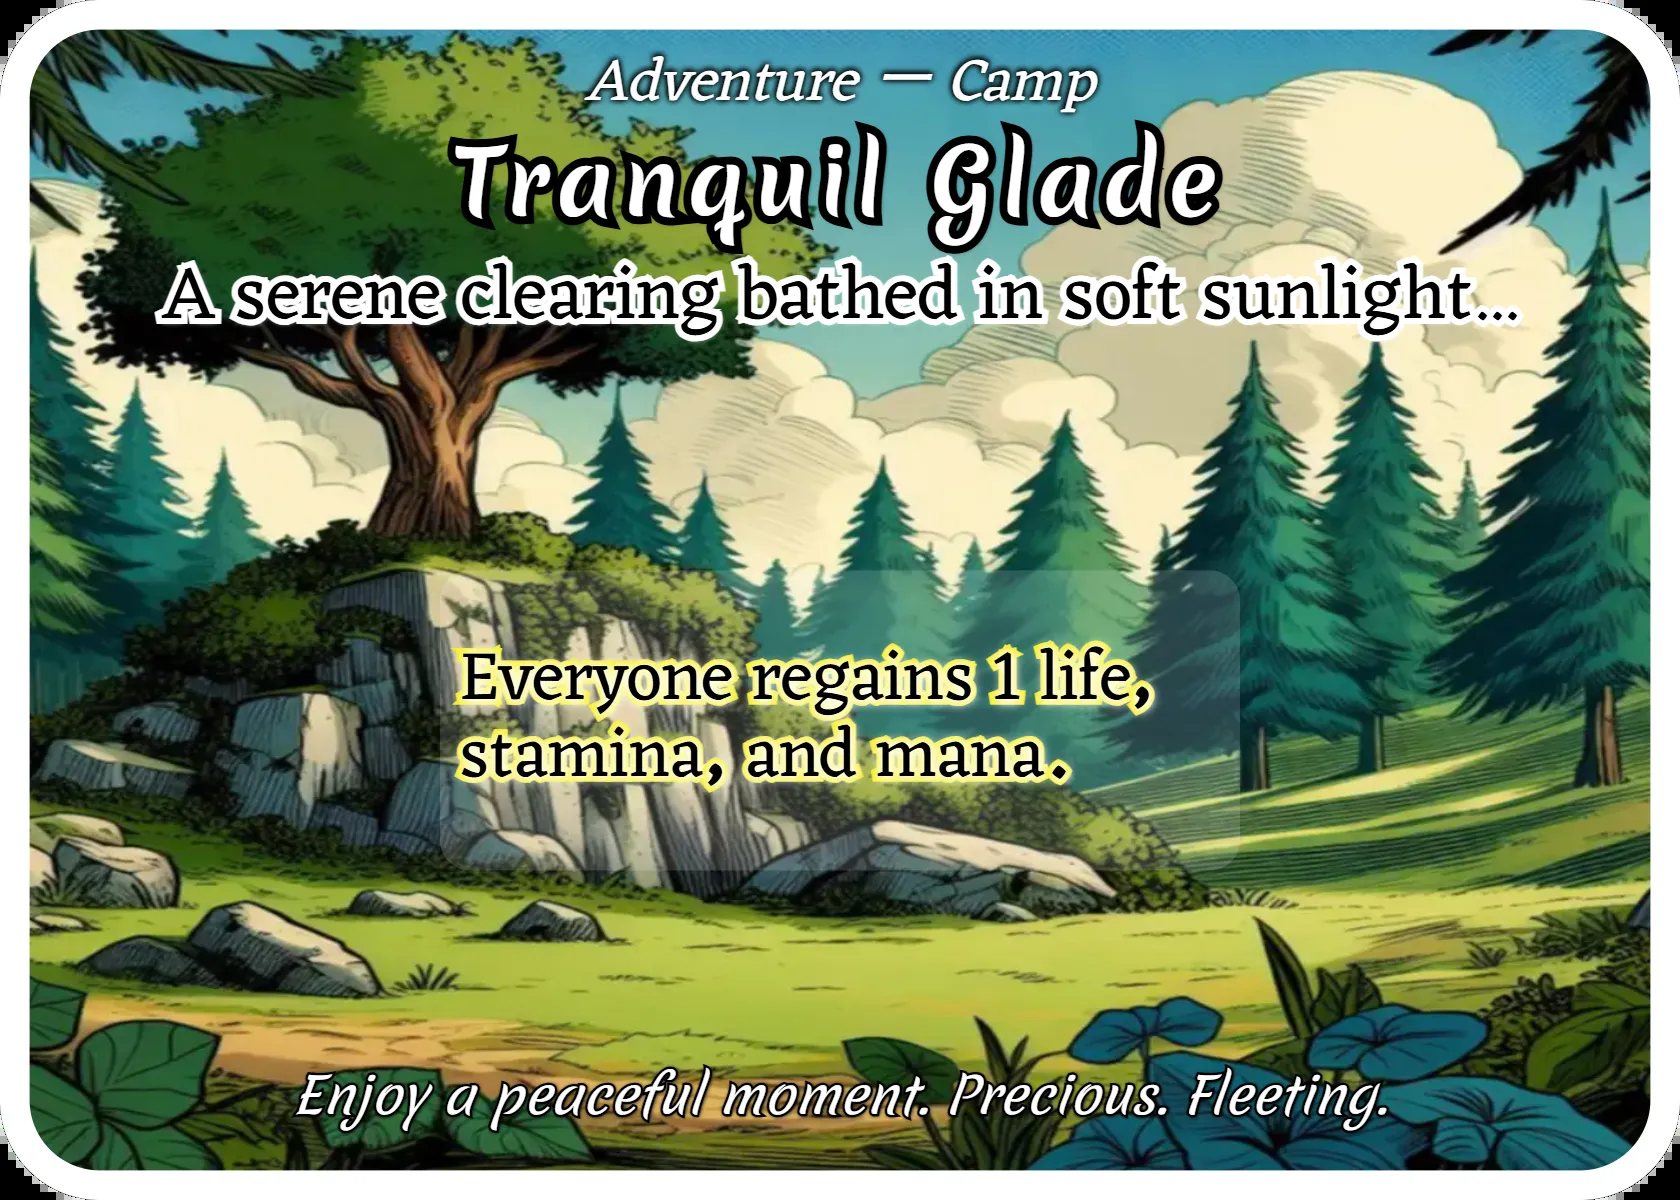 Adventure — Camp
Tranquil Glade
A serene clearing bathed in soft sunlight...
Everyone regains 1 life,
stamina, and mana.
Enjoy a peaceful moment. Precious. Fleeting.